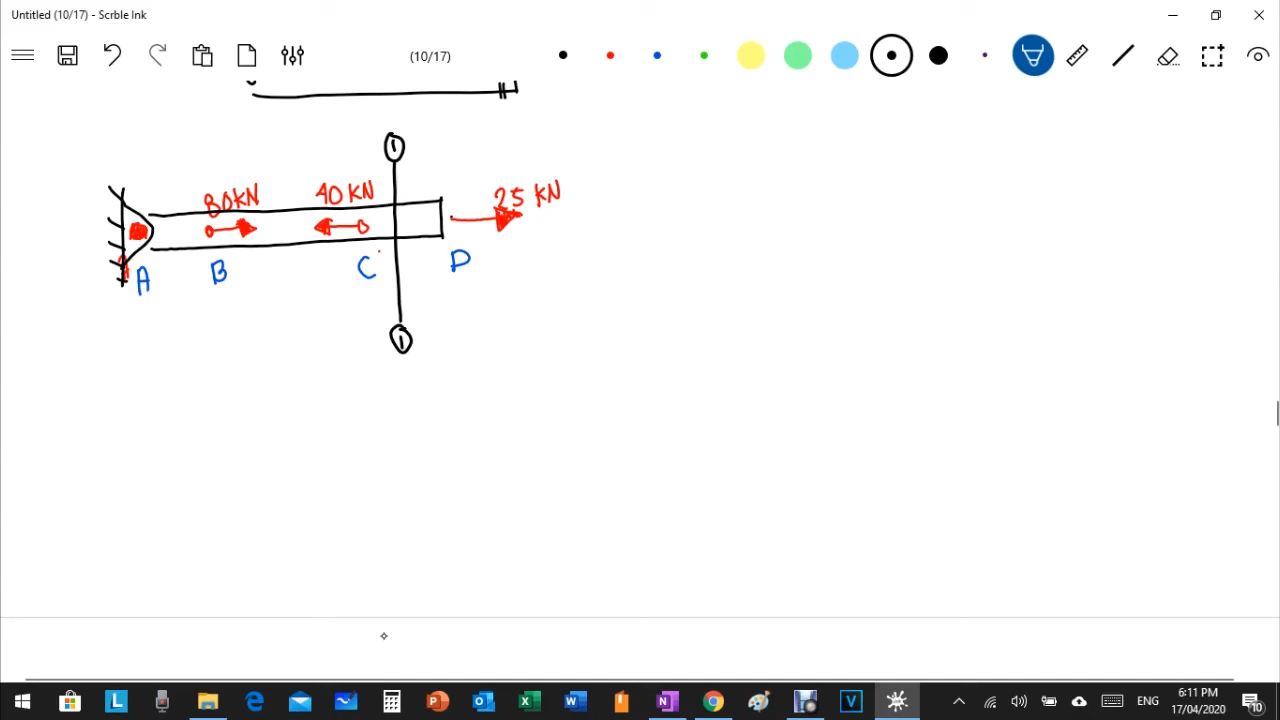 Untitled (10/17) - Scrble Ink
(10/17)
1
80KN 40 KN 25 KN
A B C D
1
ENG
6:11 PM
17/04/2020
10